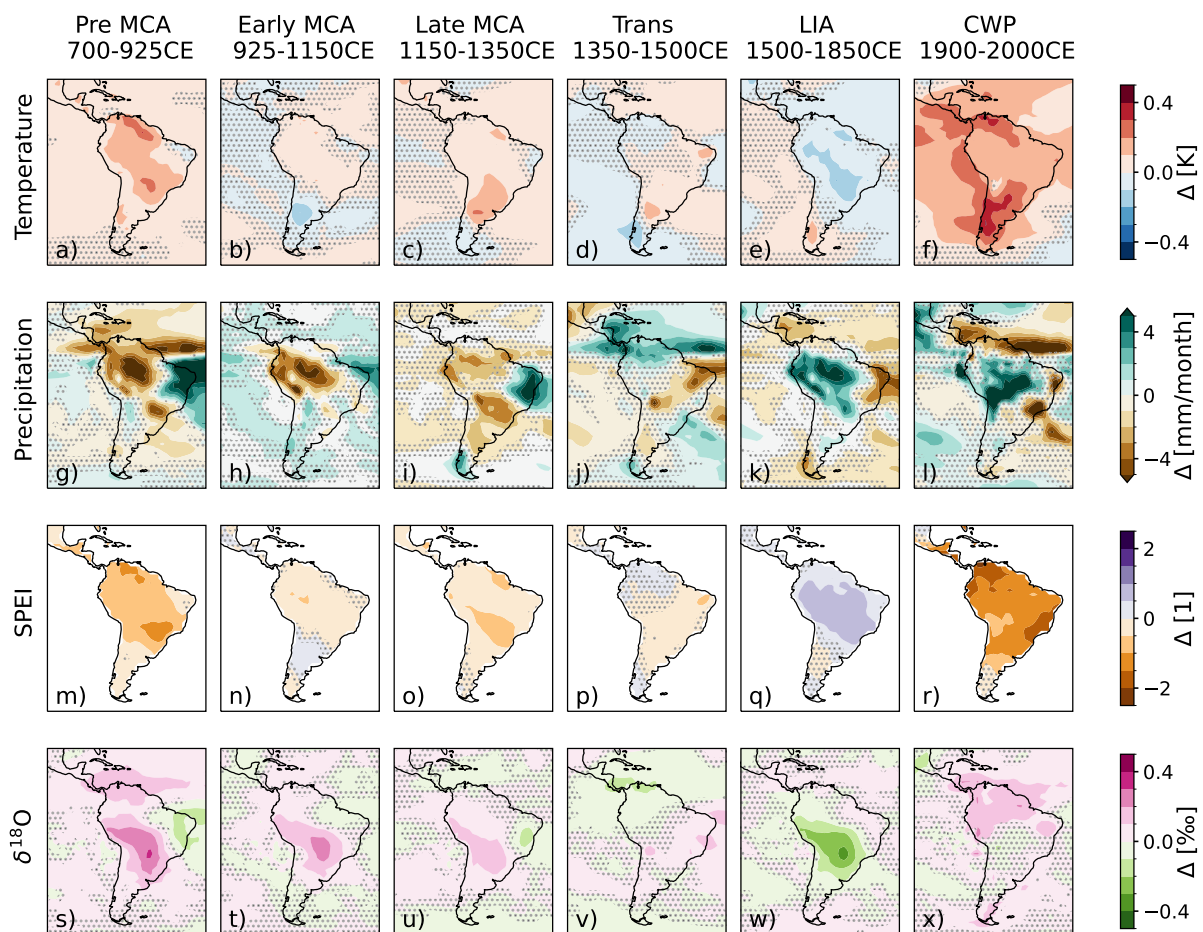 Pre MCA
700-925CE
Early MCA
925-1150CE
Late MCA
1150-1350CE
Trans
1350-1500CE
LIA
1500-1850CE
CWP
1900-2000CE
Temperature
a)
b)
c)
d)
e)
f)
0.4
0.0
−0.4
Δ [K]
Precipitation
g)
h)
i)
j)
k)
l)
4
2
0
−2
−4
Δ [mm/month]
SPEI
m)
n)
o)
p)
q)
r)
2
0
−2
Δ [1]
δ¹⁸O
s)
t)
u)
v)
w)
x)
0.4
0.0
−0.4
Δ [‰]